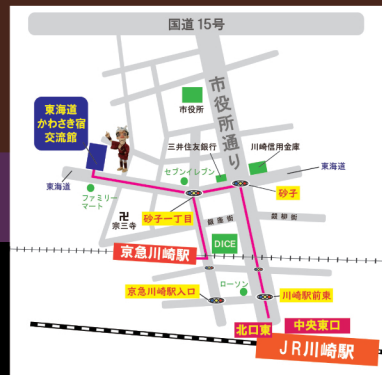 国道15号
市役所通り
市役所
東海道
かわさき宿
交流館
三井住友銀行
川崎信用金庫
セブンイレブン
東海道
東海道
ファミリー
マート
砂子
卍
宗三寺
砂子一丁目
銀座街
銀柳街
DICE
京急川崎駅
京急川崎駅入口
ローソン
川崎駅前東
北口東
中央東口
JR川崎駅